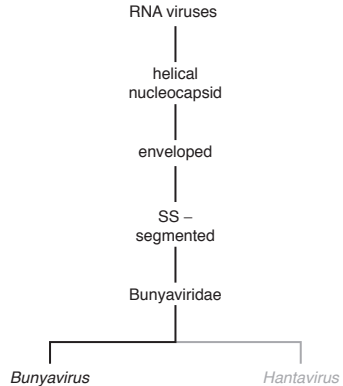 RNA viruses
helical
nucleocapsid
enveloped
SS –
segmented
Bunyaviridae
Bunyavirus
Hantavirus